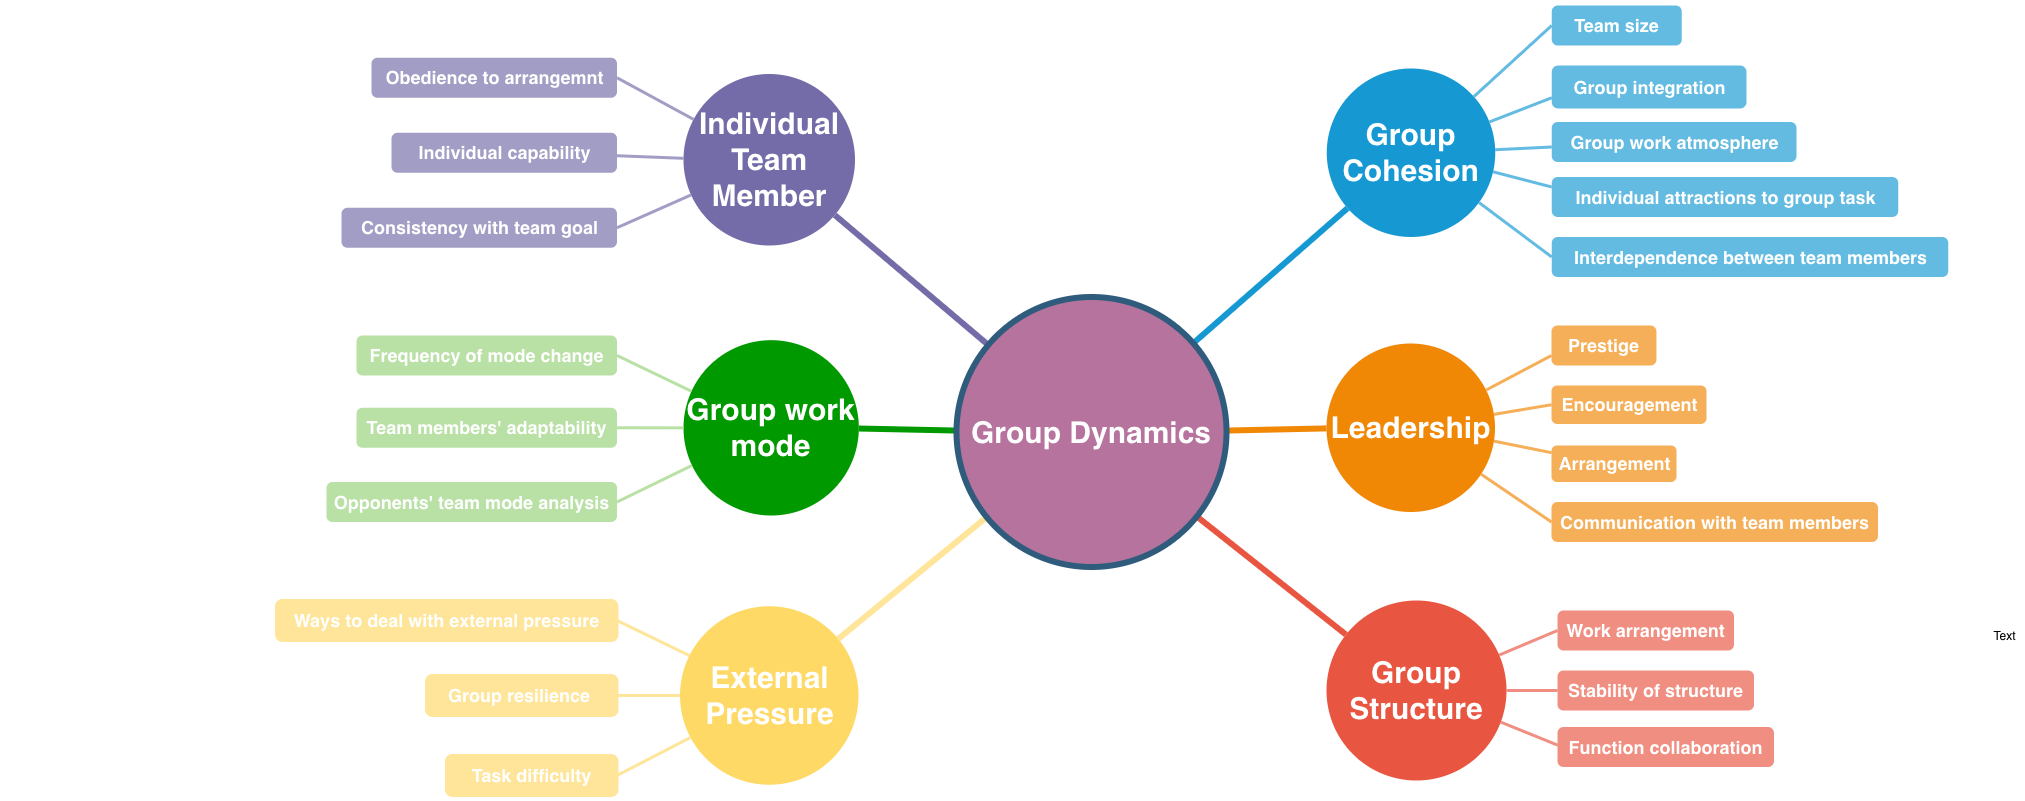 Obedience to arrangemnt
Individual capability
Consistency with team goal
Individual
Team
Member
Frequency of mode change
Team members' adaptability
Opponents' team mode analysis
Group work
mode
Ways to deal with external pressure
Group resilience
Task difficulty
External
Pressure
Group Dynamics
Group
Cohesion
Team size
Group integration
Group work atmosphere
Individual attractions to group task
Interdependence between team members
Leadership
Prestige
Encouragement
Arrangement
Communication with team members
Group
Structure
Work arrangement
Stability of structure
Function collaboration
Text